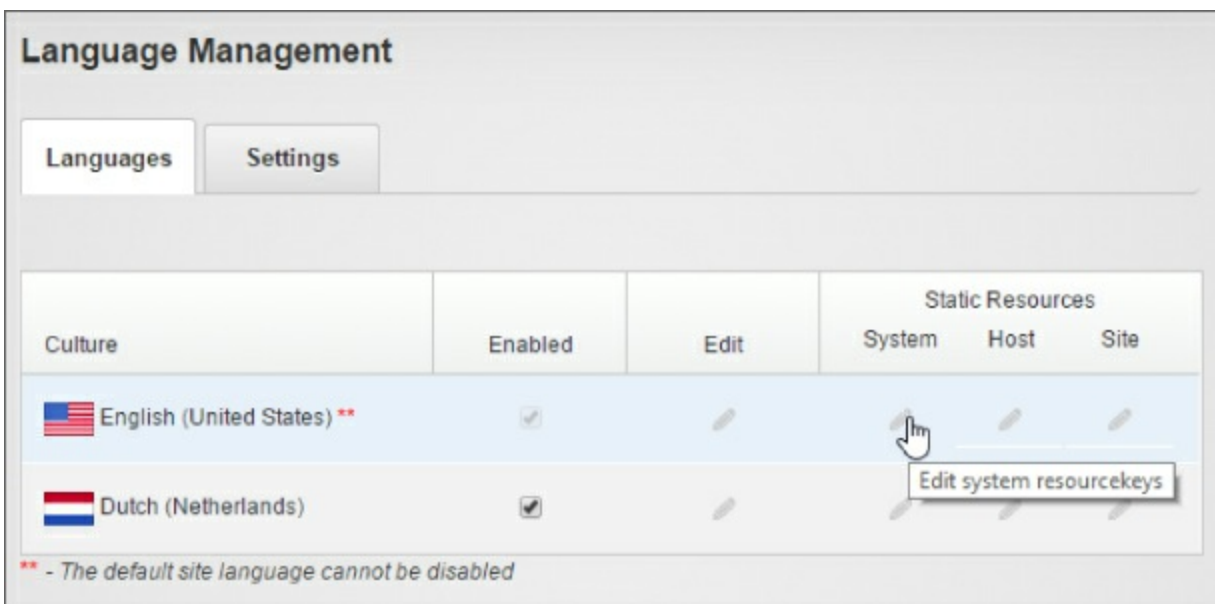 Language Management
Languages Settings
Static Resources
Culture Enabled Edit System Host Site
English (United States) **
Edit system resourcekeys
Dutch (Netherlands)
** - The default site language cannot be disabled